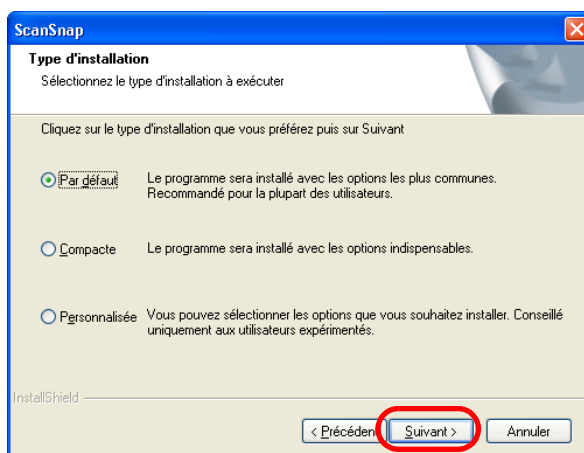 ScanSnap
Type d'installation
Sélectionnez le type d'installation à exécuter
Cliquez sur le type d'installation que vous préférez puis sur Suivant
Par défaut
Le programme sera installé avec les options les plus communes.
Recommandé pour la plupart des utilisateurs.
Compacte
Le programme sera installé avec les options indispensables.
Personnalisée
Vous pouvez sélectionner les options que vous souhaitez installer. Conseillé
uniquement aux utilisateurs expérimentés.
InstallShield
< Précéden
Suivant >
Annuler